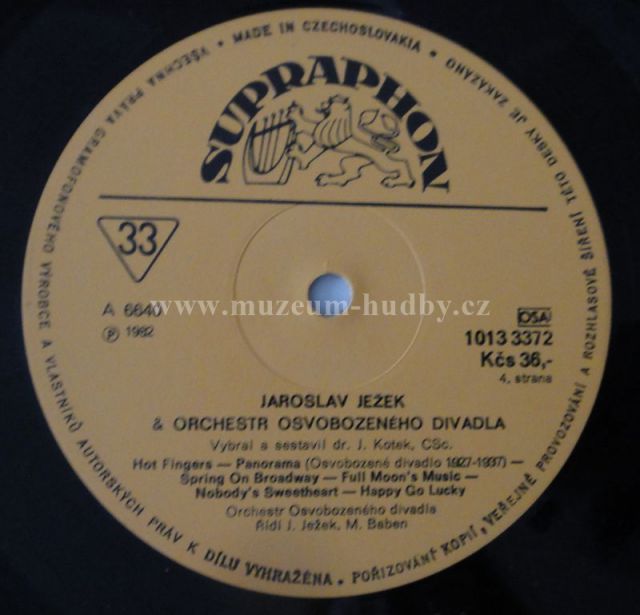 VŠECHNA PRÁVA GRAMOFONOVÉHO VÝROBCE A VLASTNÍKŮ AUTORSKÝCH PRÁV K DÍLU VYHRAŽENA • POŘIZOVÁNÍ KOPIÍ, VEŘEJNÉ PROVOZOVÁNÍ A ROZHLASOVÉ ŠÍŘENÍ TÉTO DESKY JE ZAKÁZÁNO • MADE IN CZECHOSLOVAKIA •
SUPRAPHON
33
www.muzeum-hudby.cz
A 6640
OSA
℗ 1982
1013 3372
Kčs 36,-
4. strana
JAROSLAV JEŽEK
& ORCHESTR OSVOBOZENÉHO DIVADLA
Vybral a sestavil dr. J. Kotek, CSc.
Hot Fingers — Panorama (Osvobozené divadlo 1927-1937) —
Spring On Broadway — Full Moon's Music —
Nobody's Sweetheart — Happy Go Lucky
Orchestr Osvobozeného divadla
Řídí J. Ježek, M. Baben